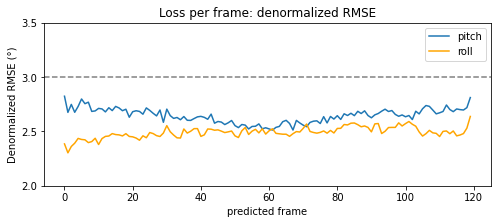 Loss per frame: denormalized RMSE
pitch
roll
Denormalized RMSE (°)
3.5
3.0
2.5
2.0
0 20 40 60 80 100 120
predicted frame